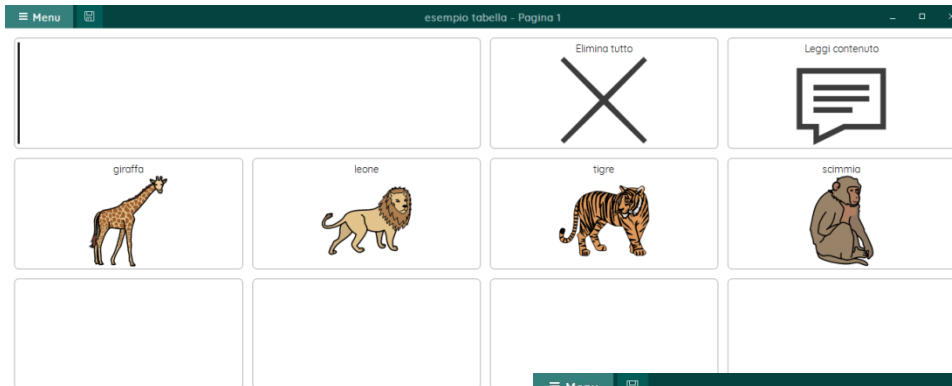 ≡ Menu
esempio tabella - Pagina 1
Elimina tutto
Leggi contenuto
giraffa
leone
tigre
scimmia
≡ Menu